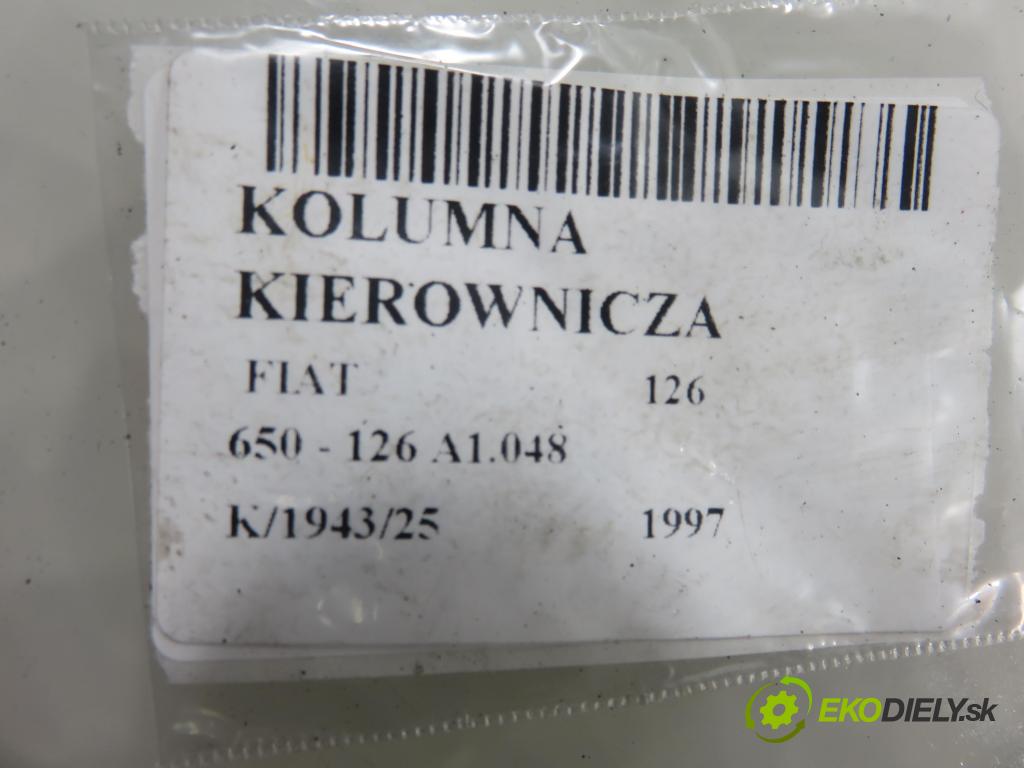 KOLUMNA
KIEROWNICZA
FIAT 126
650 - 126 A1.048
K/1943/25 1997
EKODIELY.sk